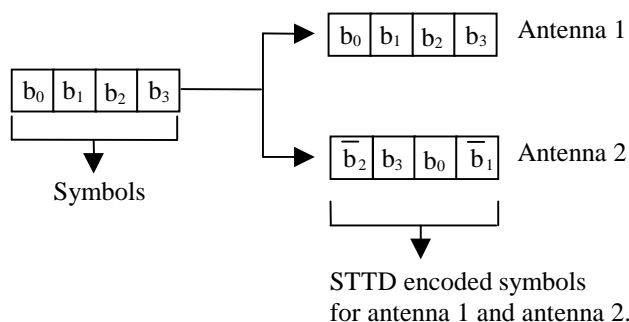 b₀ b₁ b₂ b₃ Antenna 1
b₀ b₁ b₂ b₃
b̅₂ b₃ b₀ b̅₁ Antenna 2
Symbols
STTD encoded symbols
for antenna 1 and antenna 2.